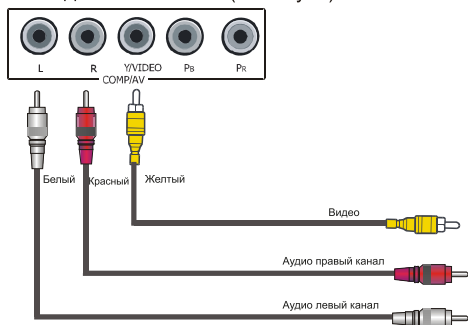 L R Y/VIDEO PB PR
COMP/AV
Белый Красный Желтый
Видео
Аудио правый канал
Аудио левый канал